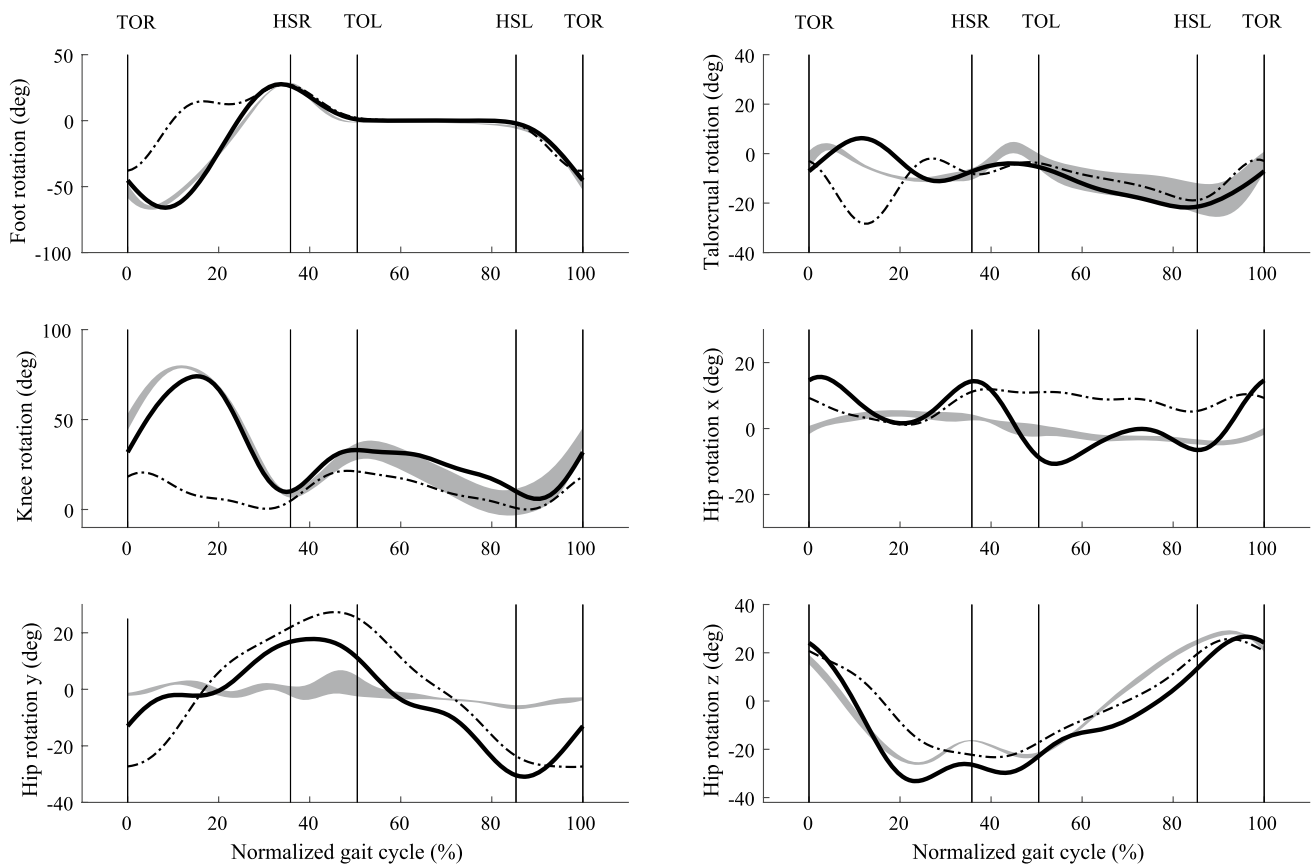 TOR HSR TOL HSL TOR
TOR HSR TOL HSL TOR
Foot rotation (deg)
50
0
-50
-100
0 20 40 60 80 100
Talorcrual rotation (deg)
40
20
0
-20
-40
0 20 40 60 80 100
Knee rotation (deg)
100
50
0
0 20 40 60 80 100
Hip rotation x (deg)
20
0
-20
0 20 40 60 80 100
Hip rotation y (deg)
20
0
-20
-40
0 20 40 60 80 100
Normalized gait cycle (%)
Hip rotation z (deg)
40
20
0
-20
-40
0 20 40 60 80 100
Normalized gait cycle (%)